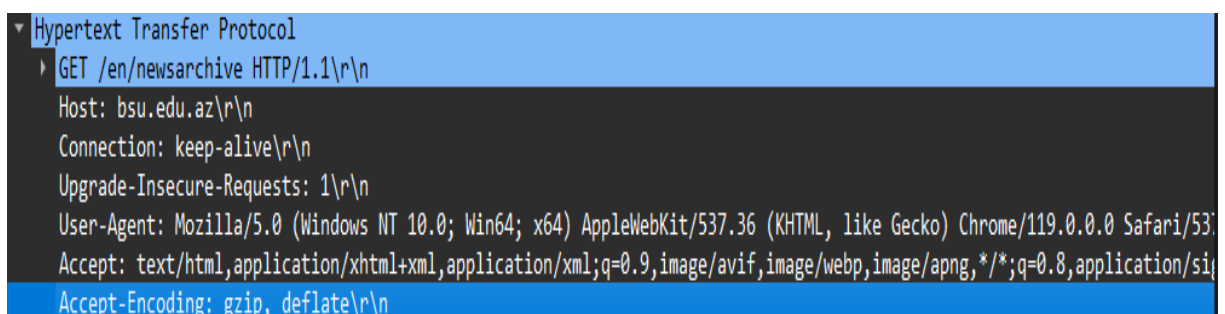 Hypertext Transfer Protocol
GET /en/newsarchive HTTP/1.1\r\n
Host: bsu.edu.az\r\n
Connection: keep-alive\r\n
Upgrade-Insecure-Requests: 1\r\n
User-Agent: Mozilla/5.0 (Windows NT 10.0; Win64; x64) AppleWebKit/537.36 (KHTML, like Gecko) Chrome/119.0.0.0 Safari/537
Accept: text/html,application/xhtml+xml,application/xml;q=0.9,image/avif,image/webp,image/apng,*/*;q=0.8,application/sig
Accept-Encoding: gzip, deflate\r\n